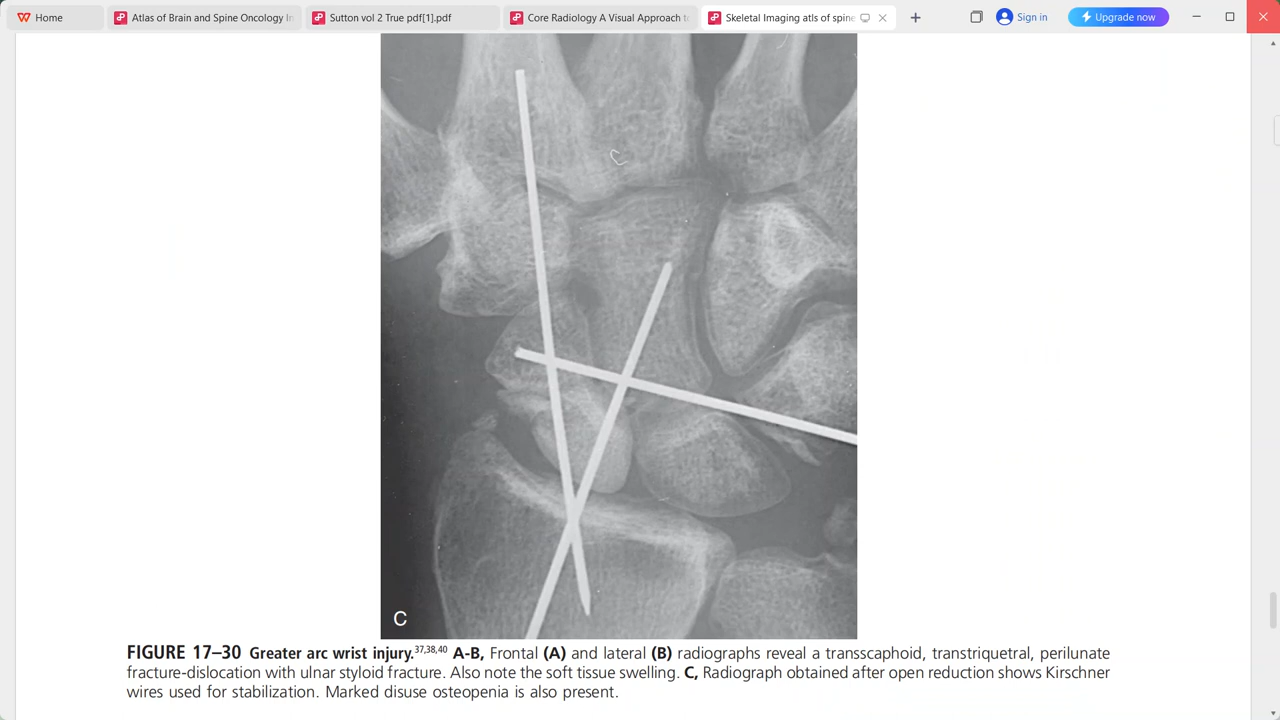 Home
Atlas of Brain and Spine Oncology I
Sutton vol 2 True pdf[1].pdf
Core Radiology A Visual Approach t
Skeletal Imaging atls of spine
Sign in
Upgrade now
C
FIGURE 17–30 Greater arc wrist injury.37,38,40 A-B, Frontal (A) and lateral (B) radiographs reveal a transscaphoid, transtriquetral, perilunate
fracture-dislocation with ulnar styloid fracture. Also note the soft tissue swelling. C, Radiograph obtained after open reduction shows Kirschner
wires used for stabilization. Marked disuse osteopenia is also present.